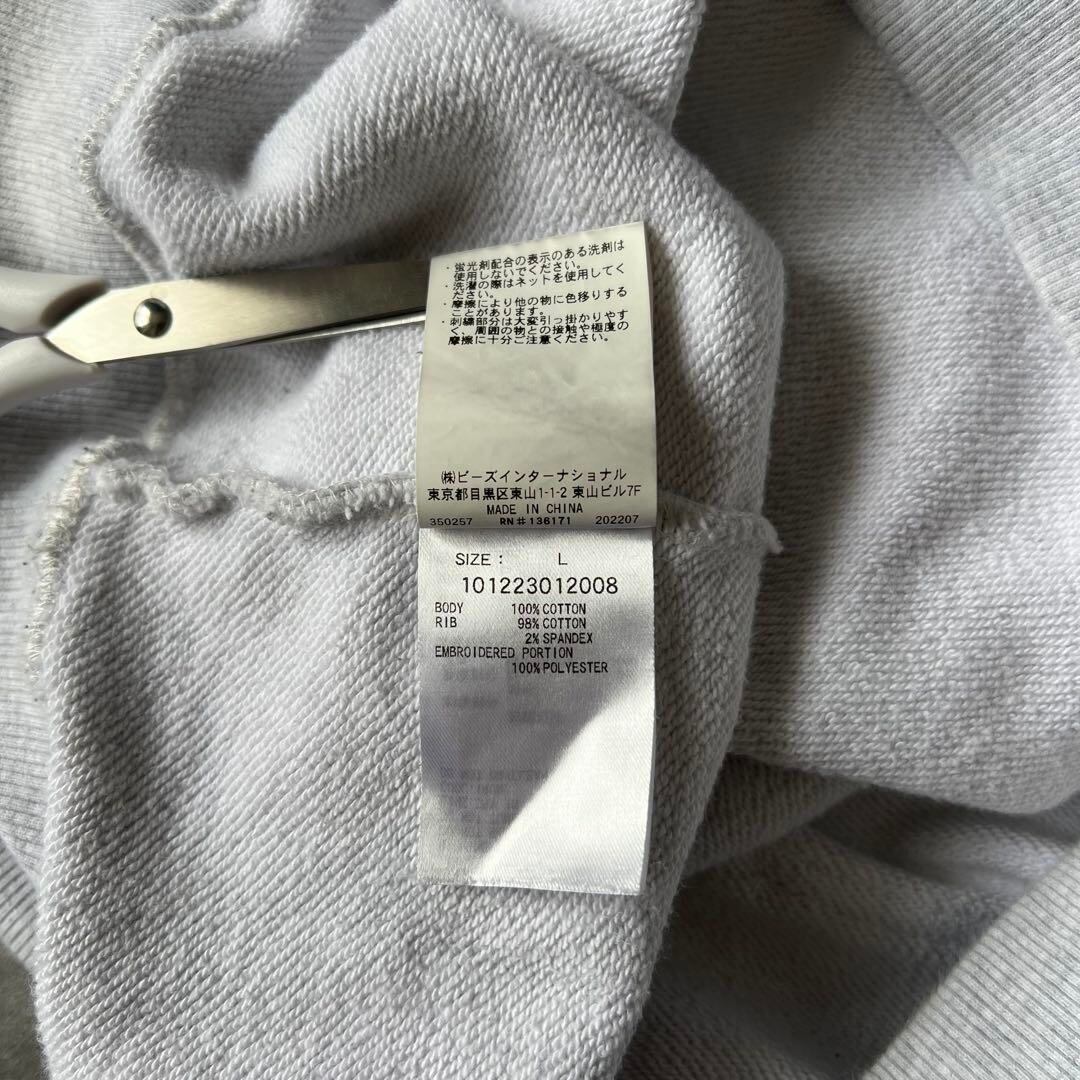 ・蛍光剤配合の表示のある洗剤は
使用しないでください。
・洗濯の際はネットを使用してく
ださい。
・摩擦により他の物に色移りする
ことがあります。
・刺繍部分は大変引っ掛かりやす
く、周囲の物との接触や極度の
摩擦に十分ご注意ください。
㈱ビーズインターナショナル
東京都目黒区東山1-1-2 東山ビル7F
MADE IN CHINA
350257 RN#136171 202207
SIZE: L
101223012008
BODY 100% COTTON
RIB 98% COTTON
2% SPANDEX
EMBROIDERED PORTION
100% POLYESTER